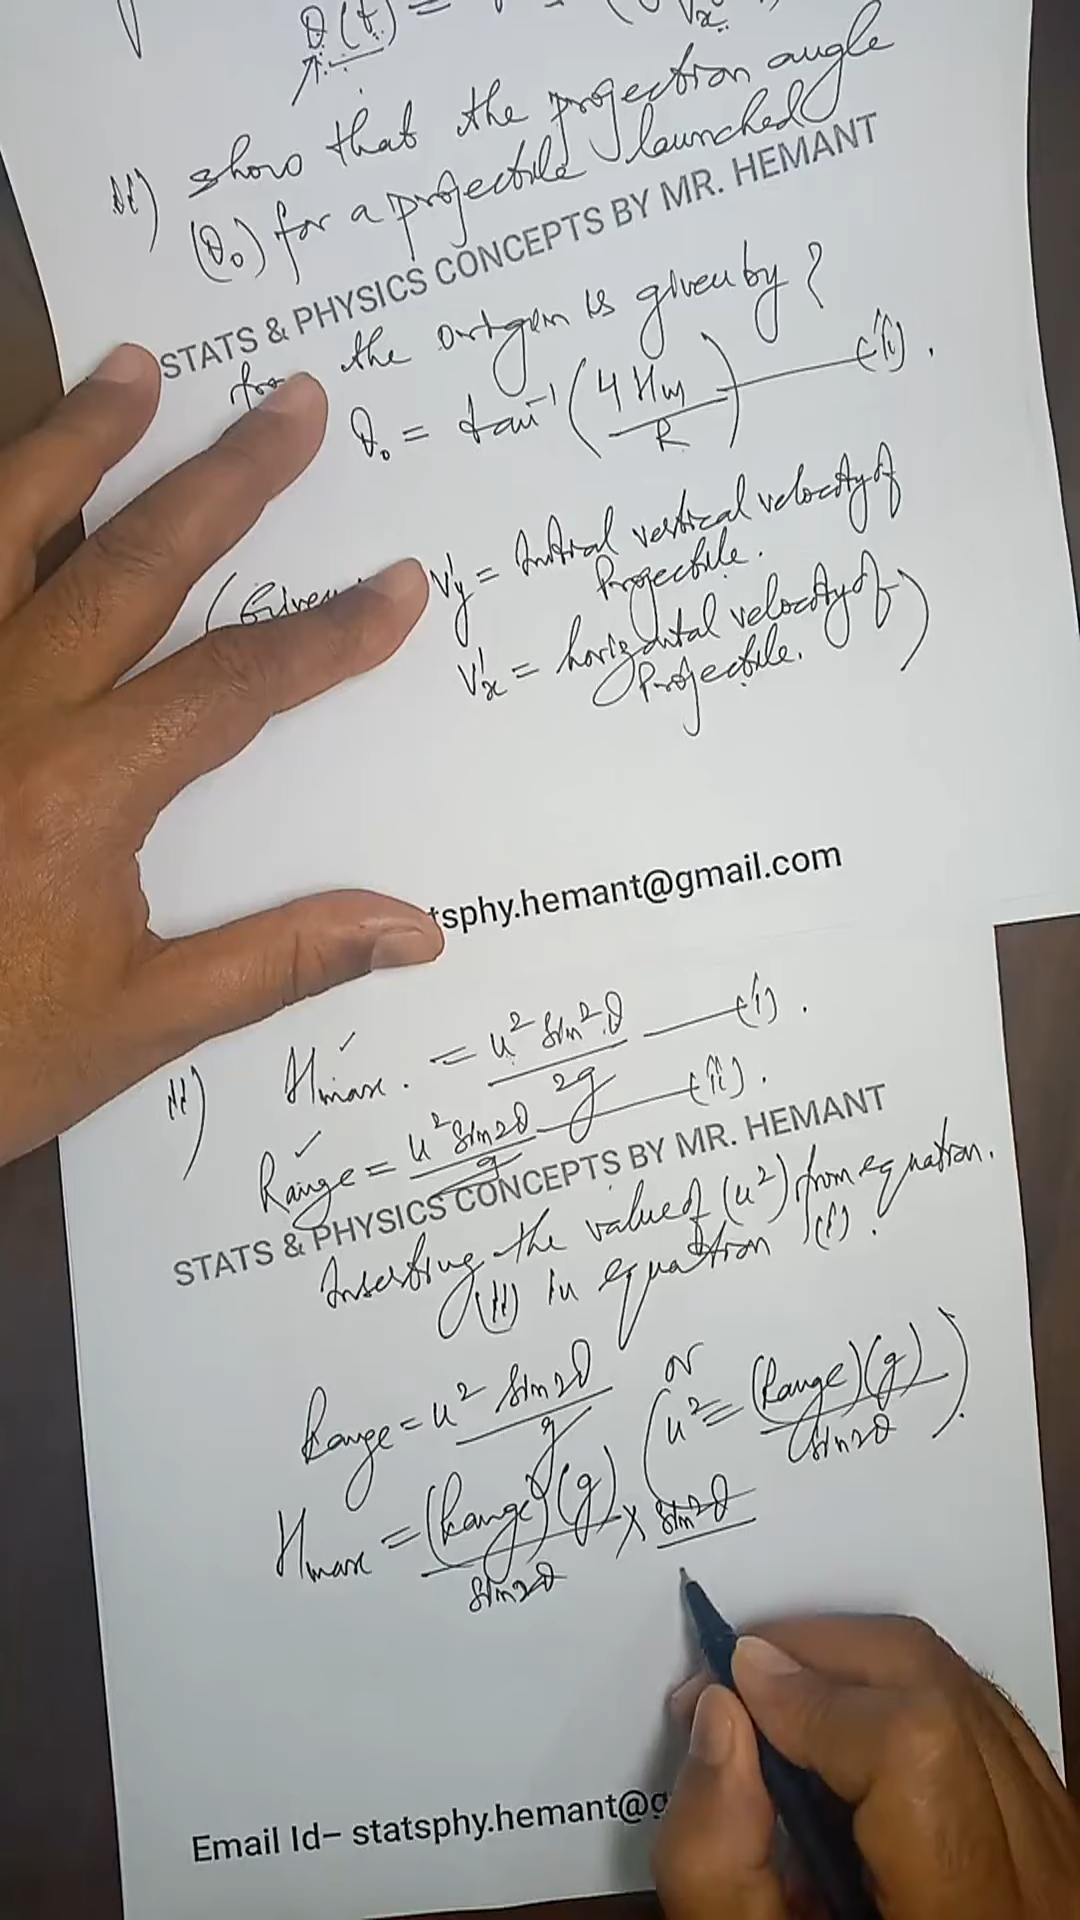 θ(t) =
ii) show that the projection angle
(θ₀) for a projectile launched
STATS & PHYSICS CONCEPTS BY MR. HEMANT
the origin is given by?
θ₀ = tan⁻¹ (4Hm/R) —(ii).
(Given V'y = Initial vertical velocity of
Projectile.
V'x = horizontal velocity of
Projectile.)
tsphy.hemant@gmail.com
ii) Hmax. = u² sin²θ/2g —(i).
Range = u² sin2θ/g —(ii).
STATS & PHYSICS CONCEPTS BY MR. HEMANT
Inserting the value of (u²) from equation.
(ii) in equation (i).
Range = u² sin2θ/g or (u² = (Range)(g)/sin2θ).
Hmax = (Range)(g)/sin2θ × sin²θ
Email Id– statsphy.hemant@g